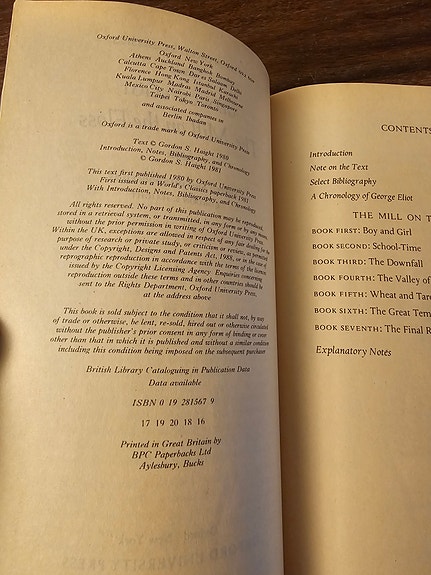 Oxford University Press, Walton Street, Oxford OX2 6DP
Oxford New York
Athens Auckland Bangkok Bombay
Calcutta Cape Town Dar es Salaam Delhi
Florence Hong Kong Istanbul Karachi
Kuala Lumpur Madras Madrid Melbourne
Mexico City Nairobi Paris Singapore
Taipei Tokyo Toronto
and associated companies in
Berlin Ibadan
Oxford is a trade mark of Oxford University Press
Text © Gordon S. Haight 1980
Introduction, Notes, Bibliography, and Chronology
© Gordon S. Haight 1981
This text first published 1980 by Oxford University Press
First issued as a World's Classics paperback 1981
With Introduction, Notes, Bibliography, and Chronology
All rights reserved. No part of this publication may be reproduced,
stored in a retrieval system, or transmitted, in any form or by any means,
without the prior permission in writing of Oxford University Press.
Within the UK, exceptions are allowed in respect of any fair dealing for the
purpose of research or private study, or criticism or review, as permitted
under the Copyright, Designs and Patents Act, 1988, or in the case of
reprographic reproduction in accordance with the terms of the licences
issued by the Copyright Licensing Agency. Enquiries concerning
reproduction outside these terms and in other countries should be
sent to the Rights Department, Oxford University Press,
at the address above
This book is sold subject to the condition that it shall not, by way
of trade or otherwise, be lent, re-sold, hired out or otherwise circulated
without the publisher's prior consent in any form of binding or cover
other than that in which it is published and without a similar condition
including this condition being imposed on the subsequent purchaser
British Library Cataloguing in Publication Data
Data available
ISBN 0 19 281567 9
17 19 20 18 16
Printed in Great Britain by
BPC Paperbacks Ltd
Aylesbury, Bucks
CONTENTS
Introduction
Note on the Text
Select Bibliography
A Chronology of George Eliot
THE MILL ON T
BOOK FIRST: Boy and Girl
BOOK SECOND: School-Time
BOOK THIRD: The Downfall
BOOK FOURTH: The Valley of
BOOK FIFTH: Wheat and Tare
BOOK SIXTH: The Great Tem
BOOK SEVENTH: The Final R
Explanatory Notes